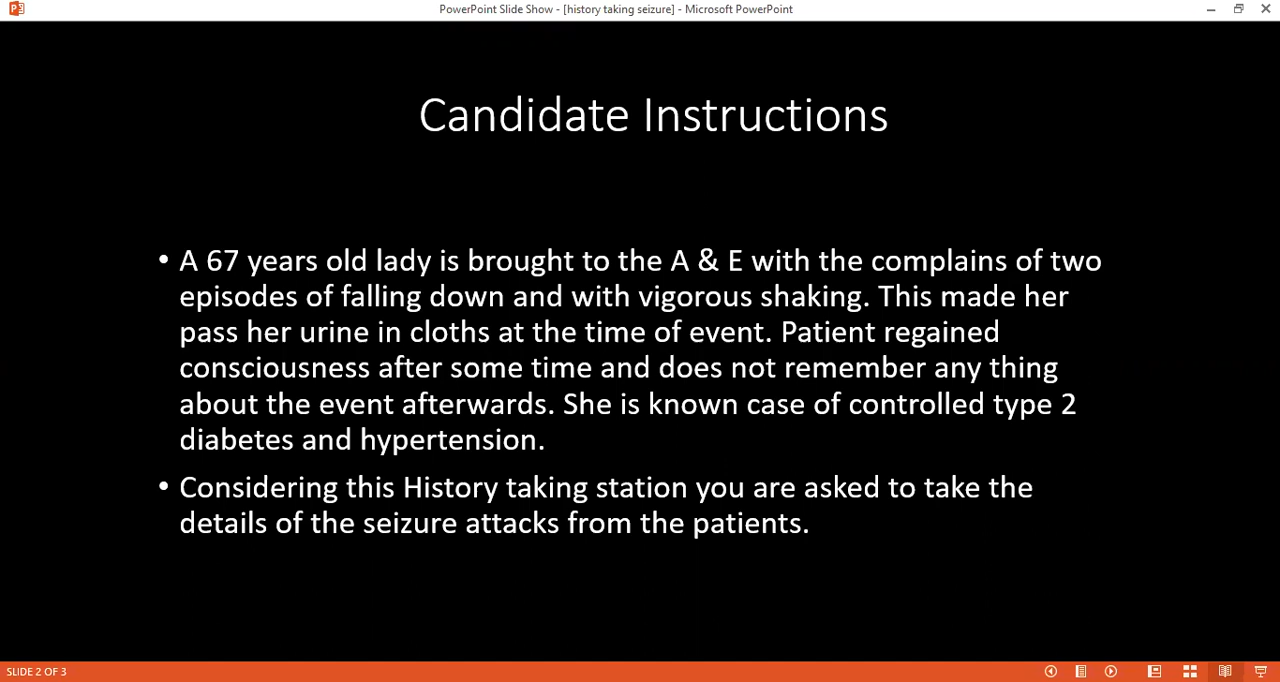 PowerPoint Slide Show - [history taking seizure] - Microsoft PowerPoint
Candidate Instructions
• A 67 years old lady is brought to the A & E with the complains of two
episodes of falling down and with vigorous shaking. This made her
pass her urine in cloths at the time of event. Patient regained
consciousness after some time and does not remember any thing
about the event afterwards. She is known case of controlled type 2
diabetes and hypertension.
• Considering this History taking station you are asked to take the
details of the seizure attacks from the patients.
SLIDE 2 OF 3